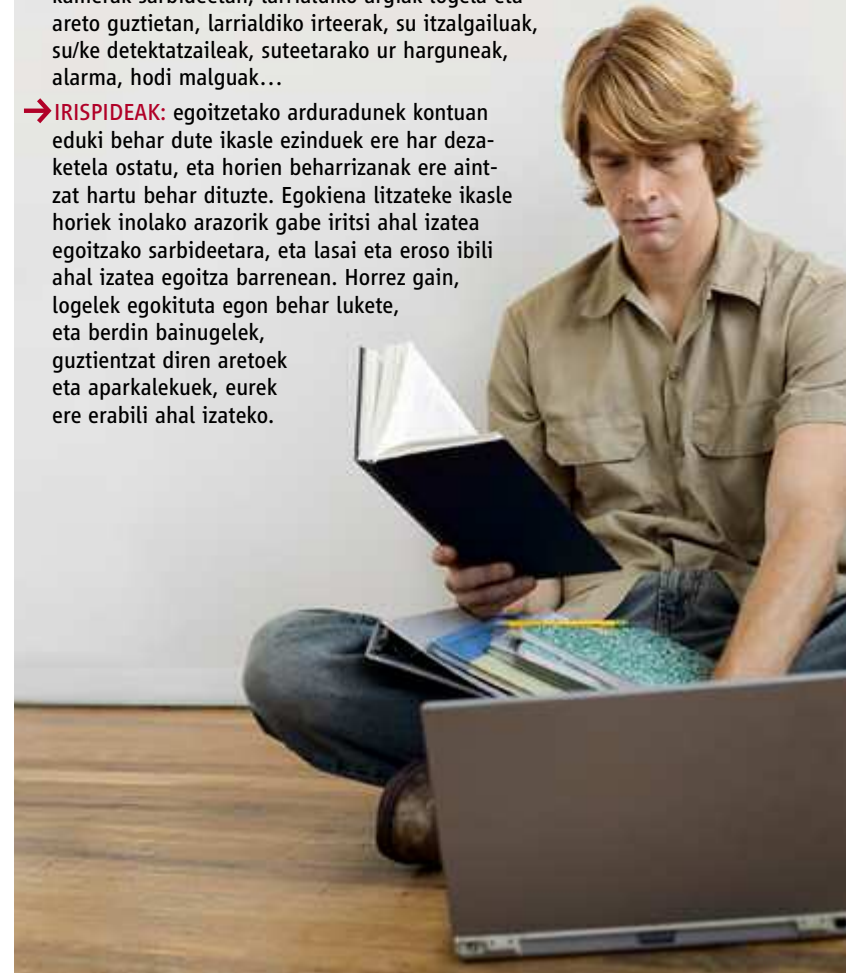 areto guztietan, larrialdiko irteerak, su itzalgailuak,
su/ke detektatzaileak, suteetarako ur harguneak,
alarma, hodi malguak…
IRISPIDEAK: egoitzetako arduradunek kontuan
eduki behar dute ikasle ezinduek ere har deza-
ketela ostatu, eta horien beharrizanak ere aint-
zat hartu behar dituzte. Egokiena litzateke ikasle
horiek inolako arazorik gabe iritsi ahal izatea
egoitzako sarbideetara, eta lasai eta eroso ibili
ahal izatea egoitza barrenean. Horrez gain,
logelek egokituta egon behar lukete,
eta berdin bainugelek,
guztientzat diren aretoek
eta aparkalekuek, eurek
ere erabili ahal izateko.